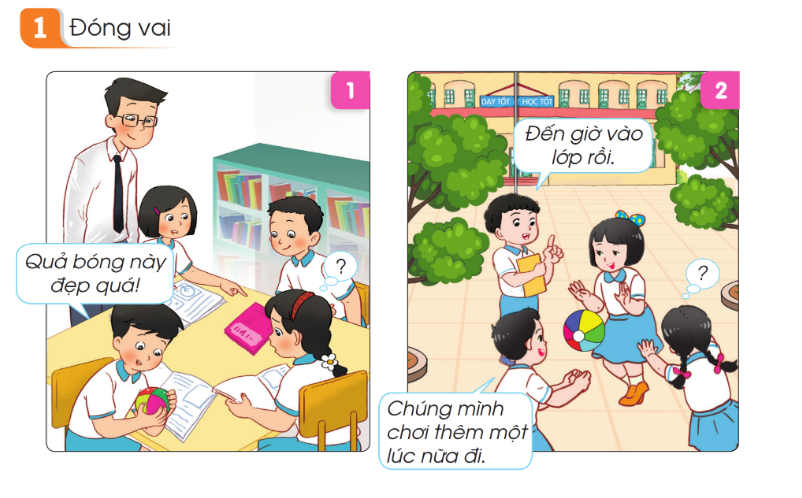 1 Đóng vai
1
Quả bóng này
đẹp quá!
?
2
DẠY TỐT HỌC TỐT
Đến giờ vào
lớp rồi.
?
Chúng mình
chơi thêm một
lúc nữa đi.